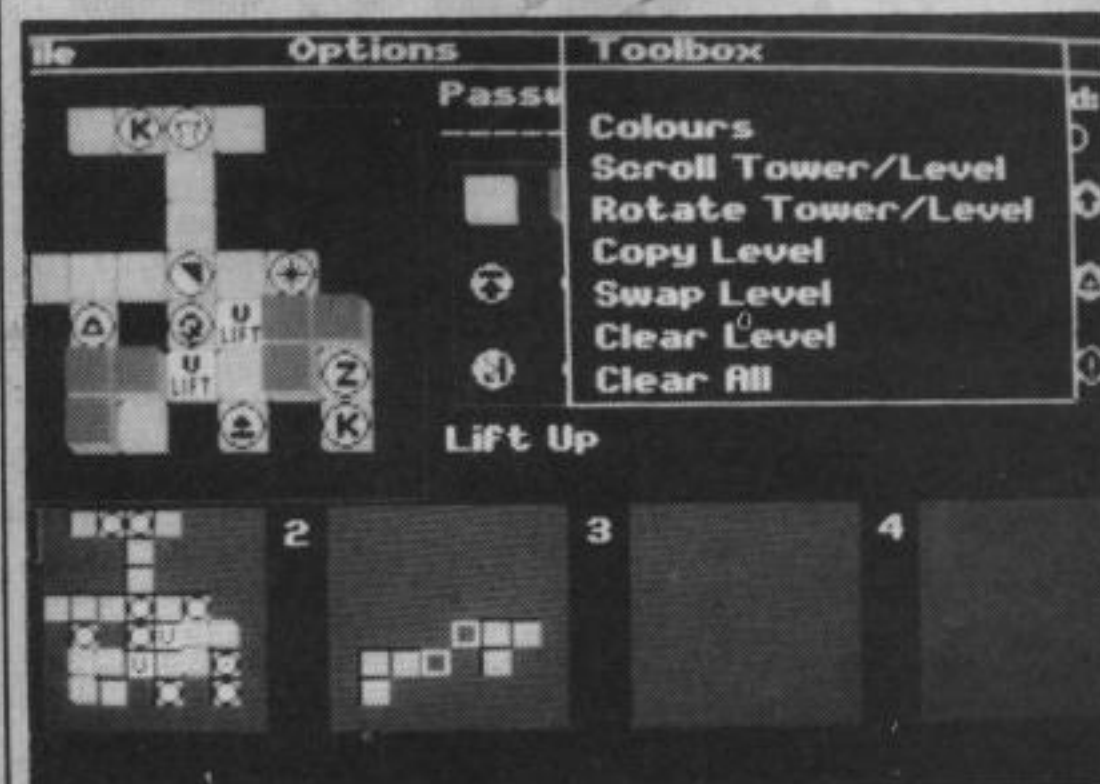 ile Options Toolbox
Passw d:
Colours
Scroll Tower/Level
Rotate Tower/Level
Copy Level
Swap Level
Clear Level
Clear All
K
U
LIFT
U
LIFT
Z
K
Lift Up
2 3 4
U
U